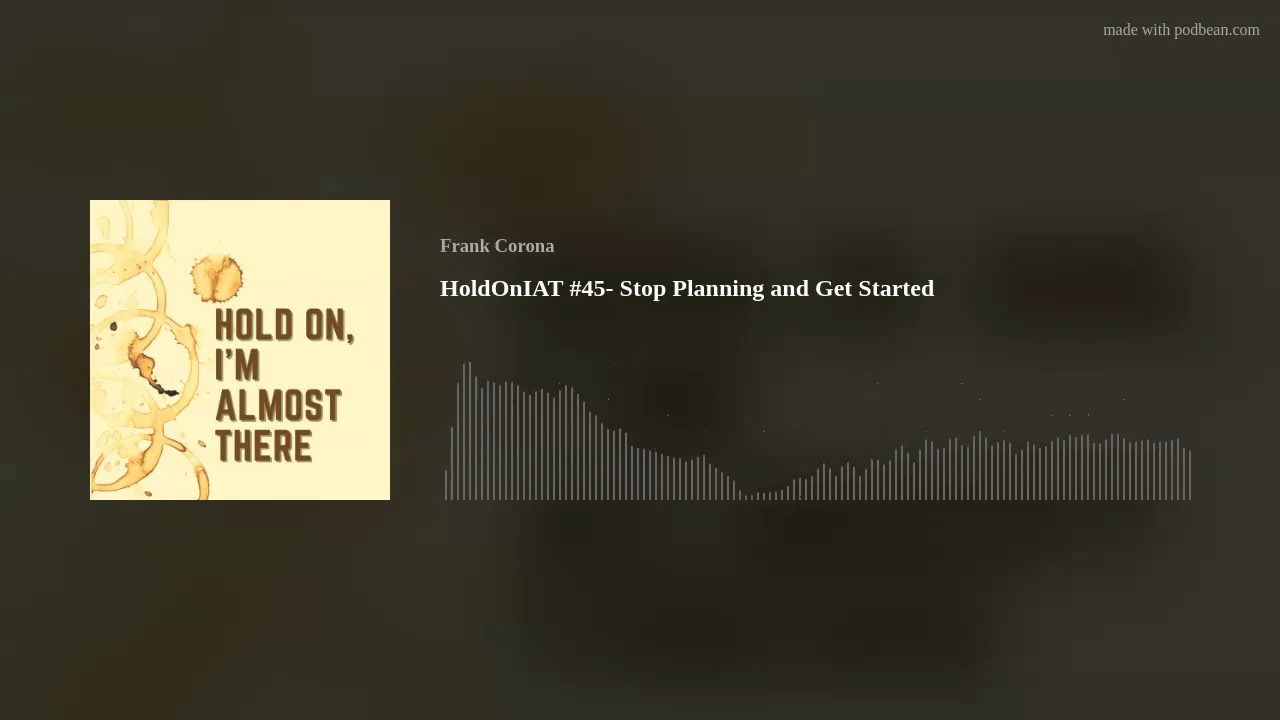 made with podbean.com
Frank Corona
HoldOnIAT #45- Stop Planning and Get Started
HOLD ON,
I'M
ALMOST
THERE